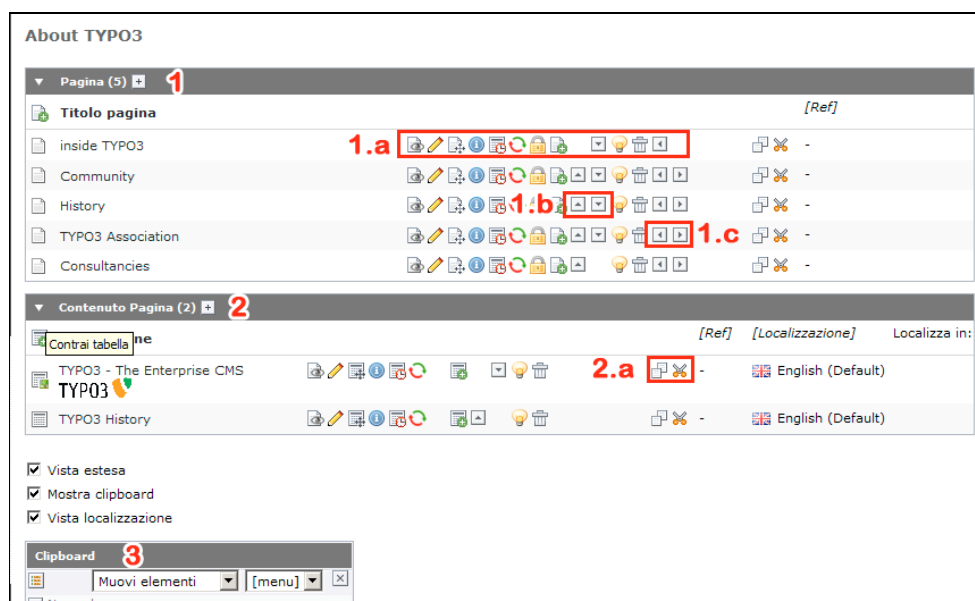 About TYPO3
Pagina (5) 1
Titolo pagina [Ref]
inside TYPO3 1.a -
Community -
History 1.b -
TYPO3 Association 1.c -
Consultancies -
Contenuto Pagina (2) 2
Contrai tabella ne [Ref] [Localizzazione] Localizza in:
TYPO3 - The Enterprise CMS 2.a - English (Default)
TYPO3
TYPO3 History - English (Default)
Vista estesa
Mostra clipboard
Vista localizzazione
Clipboard 3
Muovi elementi [menu]